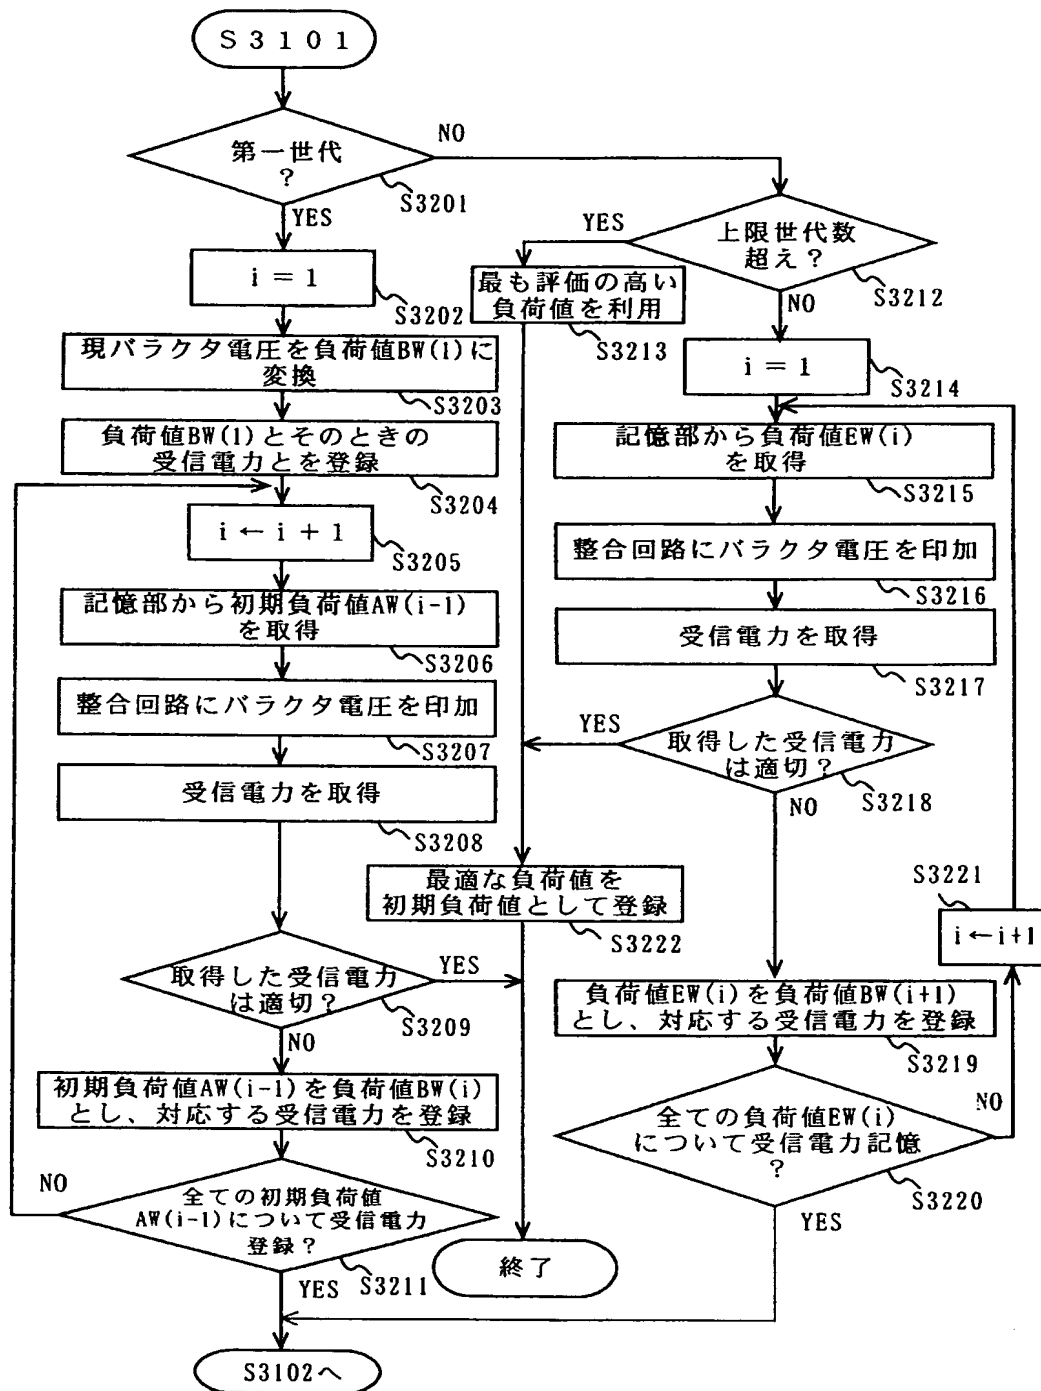 S3101
第一世代
?
S3201
NO
YES
i = 1
S3202
現バラクタ電圧を負荷値BW(1)に
変換
S3203
負荷値BW(1)とそのときの
受信電力とを登録
S3204
i ← i + 1
S3205
記憶部から初期負荷値AW(i-1)
を取得
S3206
整合回路にバラクタ電圧を印加
S3207
受信電力を取得
S3208
取得した受信電力
は適切?
S3209
YES
NO
初期負荷値AW(i-1)を負荷値BW(i)
とし、対応する受信電力を登録
S3210
全ての初期負荷値
AW(i-1)について受信電力
登録?
S3211
NO
YES
S3102へ
上限世代数
超え?
S3212
YES
NO
最も評価の高い
負荷値を利用
S3213
i = 1
S3214
記憶部から負荷値EW(i)
を取得
S3215
整合回路にバラクタ電圧を印加
S3216
受信電力を取得
S3217
取得した受信電力
は適切?
S3218
YES
NO
最適な負荷値を
初期負荷値として登録
S3222
負荷値EW(i)を負荷値BW(i+1)
とし、対応する受信電力を登録
S3219
全ての負荷値EW(i)
について受信電力記憶
?
S3220
NO
YES
S3221
i←i+1
終了